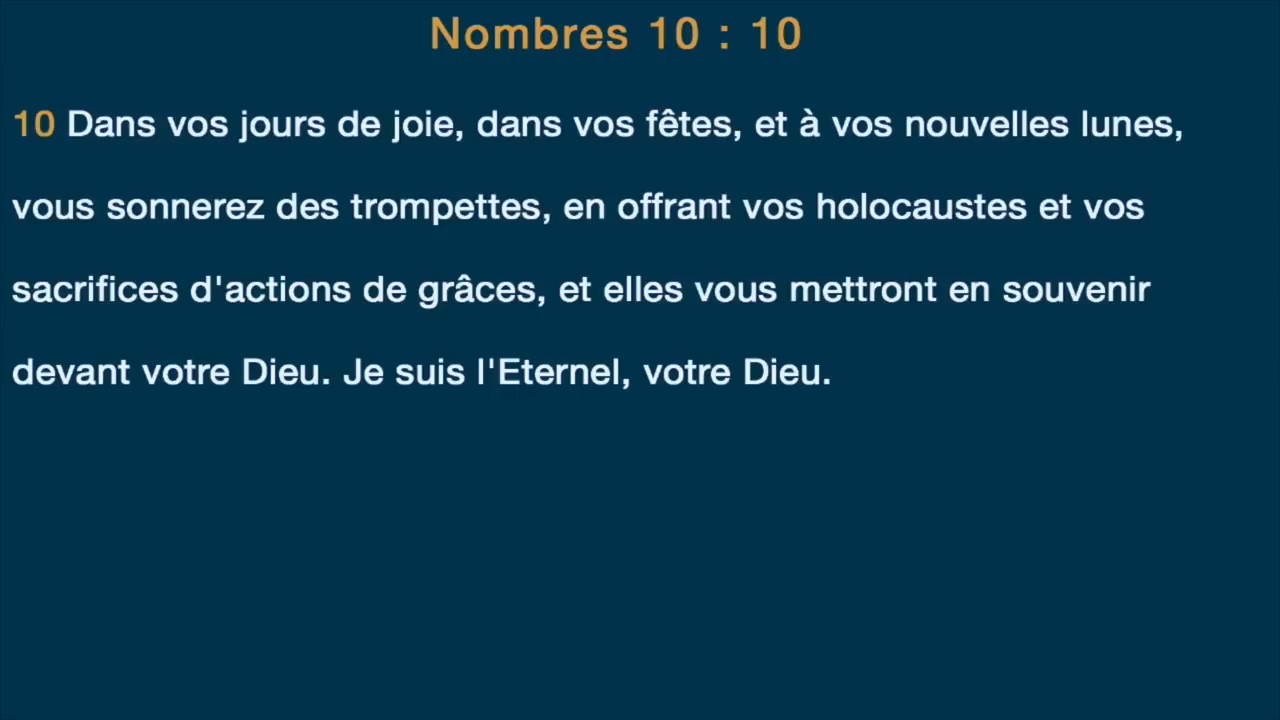 Nombres 10 : 10
10 Dans vos jours de joie, dans vos fêtes, et à vos nouvelles lunes,
vous sonnerez des trompettes, en offrant vos holocaustes et vos
sacrifices d'actions de grâces, et elles vous mettront en souvenir
devant votre Dieu. Je suis l'Eternel, votre Dieu.